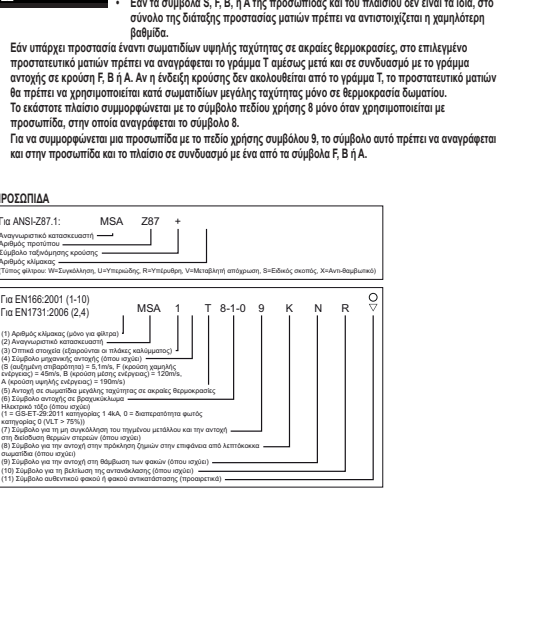 • Εάν τα σύμβολα S, F, B, ή A της προσωπίδας και του πλαισίου δεν είναι τα ίδια, στο
σύνολο της διάταξης προστασίας ματιών πρέπει να αντιστοιχίζεται η χαμηλότερη
βαθμίδα.
Εάν υπάρχει προστασία έναντι σωματιδίων υψηλής ταχύτητας σε ακραίες θερμοκρασίες, στο επιλεγμένο
προστατευτικό ματιών πρέπει να αναγράφεται το γράμμα T αμέσως μετά και σε συνδυασμό με το γράμμα
αντοχής σε κρούση F, B ή A. Αν η ένδειξη κρούσης δεν ακολουθείται από το γράμμα T, το προστατευτικό ματιών
θα πρέπει να χρησιμοποιείται κατά σωματιδίων μεγάλης ταχύτητας μόνο σε θερμοκρασία δωματίου.
Το εκάστοτε πλαίσιο συμμορφώνεται με το σύμβολο πεδίου χρήσης 8 μόνο όταν χρησιμοποιείται με
προσωπίδα, στην οποία αναγράφεται το σύμβολο 8.
Για να συμμορφώνεται μια προσωπίδα με το πεδίο χρήσης συμβόλου 9, το σύμβολο αυτό πρέπει να αναγράφεται
και στην προσωπίδα και το πλαίσιο σε συνδυασμό με ένα από τα σύμβολα F, B ή A.
ΠΡΟΣΩΠΙΔΑ
Για ANSI-Z87.1: MSA Z87 +
Αναγνωριστικό κατασκευαστή
Αριθμός προτύπου
Σύμβολο ταξινόμησης κρούσης
Αριθμός κλίμακας
(Τύπος φίλτρου: W=Συγκόλληση, U=Υπεριώδης, R=Υπέρυθρη, V=Μεταβλητή απόχρωση, S=Ειδικός σκοπός, X=Αντι-θαμβωτικό)
Για EN166:2001 (1-10)
Για EN1731:2006 (2,4) MSA 1 T 8-1-0 9 K N R
(1) Αριθμός κλίμακας (μόνο για φίλτρα)
(2) Αναγνωριστικό κατασκευαστή
(3) Οπτικά στοιχεία (εξαιρούνται οι πλάκες καλύμματος)
(4) Σύμβολο μηχανικής αντοχής (όπου ισχύει)
(S (αυξημένη στιβαρότητα) = 5,1m/s, F (κρούση χαμηλής
ενέργειας) = 45m/s, B (κρούση μέσης ενέργειας) = 120m/s,
A (κρούση υψηλής ενέργειας) = 190m/s)
(5) Αντοχή σε σωματίδια μεγάλης ταχύτητας σε ακραίες θερμοκρασίες
(6) Σύμβολο αντοχής σε βραχυκύκλωμα
Ηλεκτρικό τόξο (όπου ισχύει)
(1 = GS-ET-29:2011 κατηγορίας 1 4kA, 0 = διαπερατότητα φωτός
κατηγορίας 0 (VLT > 75%))
(7) Σύμβολο για τη μη συγκόλληση του τηγμένου μετάλλου και την αντοχή
στη διείσδυση θερμών στερεών (όπου ισχύει)
(8) Σύμβολο για την αντοχή στην πρόκληση ζημιών στην επιφάνεια από λεπτόκοκκα
σωματίδια (όπου ισχύει)
(9) Σύμβολο για την αντοχή στη θάμβωση των φακών (όπου ισχύει)
(10) Σύμβολο για τη βελτίωση της αντανάκλασης (όπου ισχύει)
(11) Σύμβολο αυθεντικού φακού ή φακού αντικατάστασης (προαιρετικά)